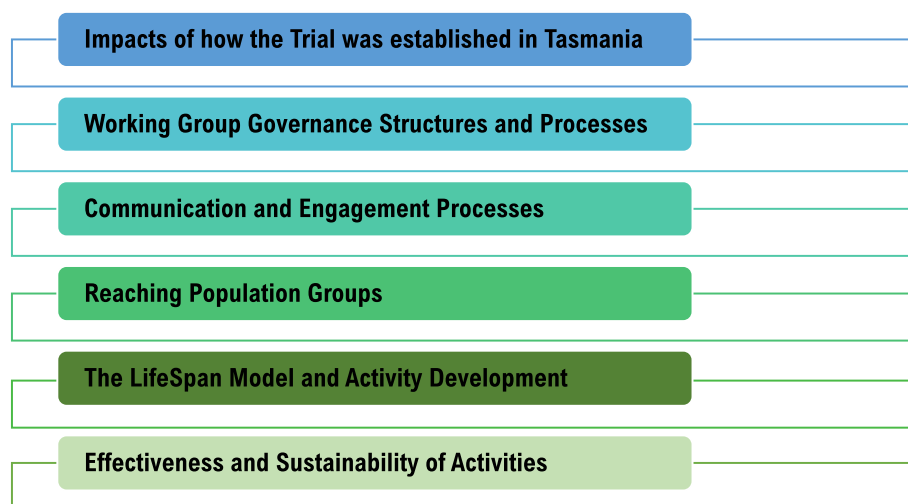 Impacts of how the Trial was established in Tasmania
Working Group Governance Structures and Processes
Communication and Engagement Processes
Reaching Population Groups
The LifeSpan Model and Activity Development
Effectiveness and Sustainability of Activities